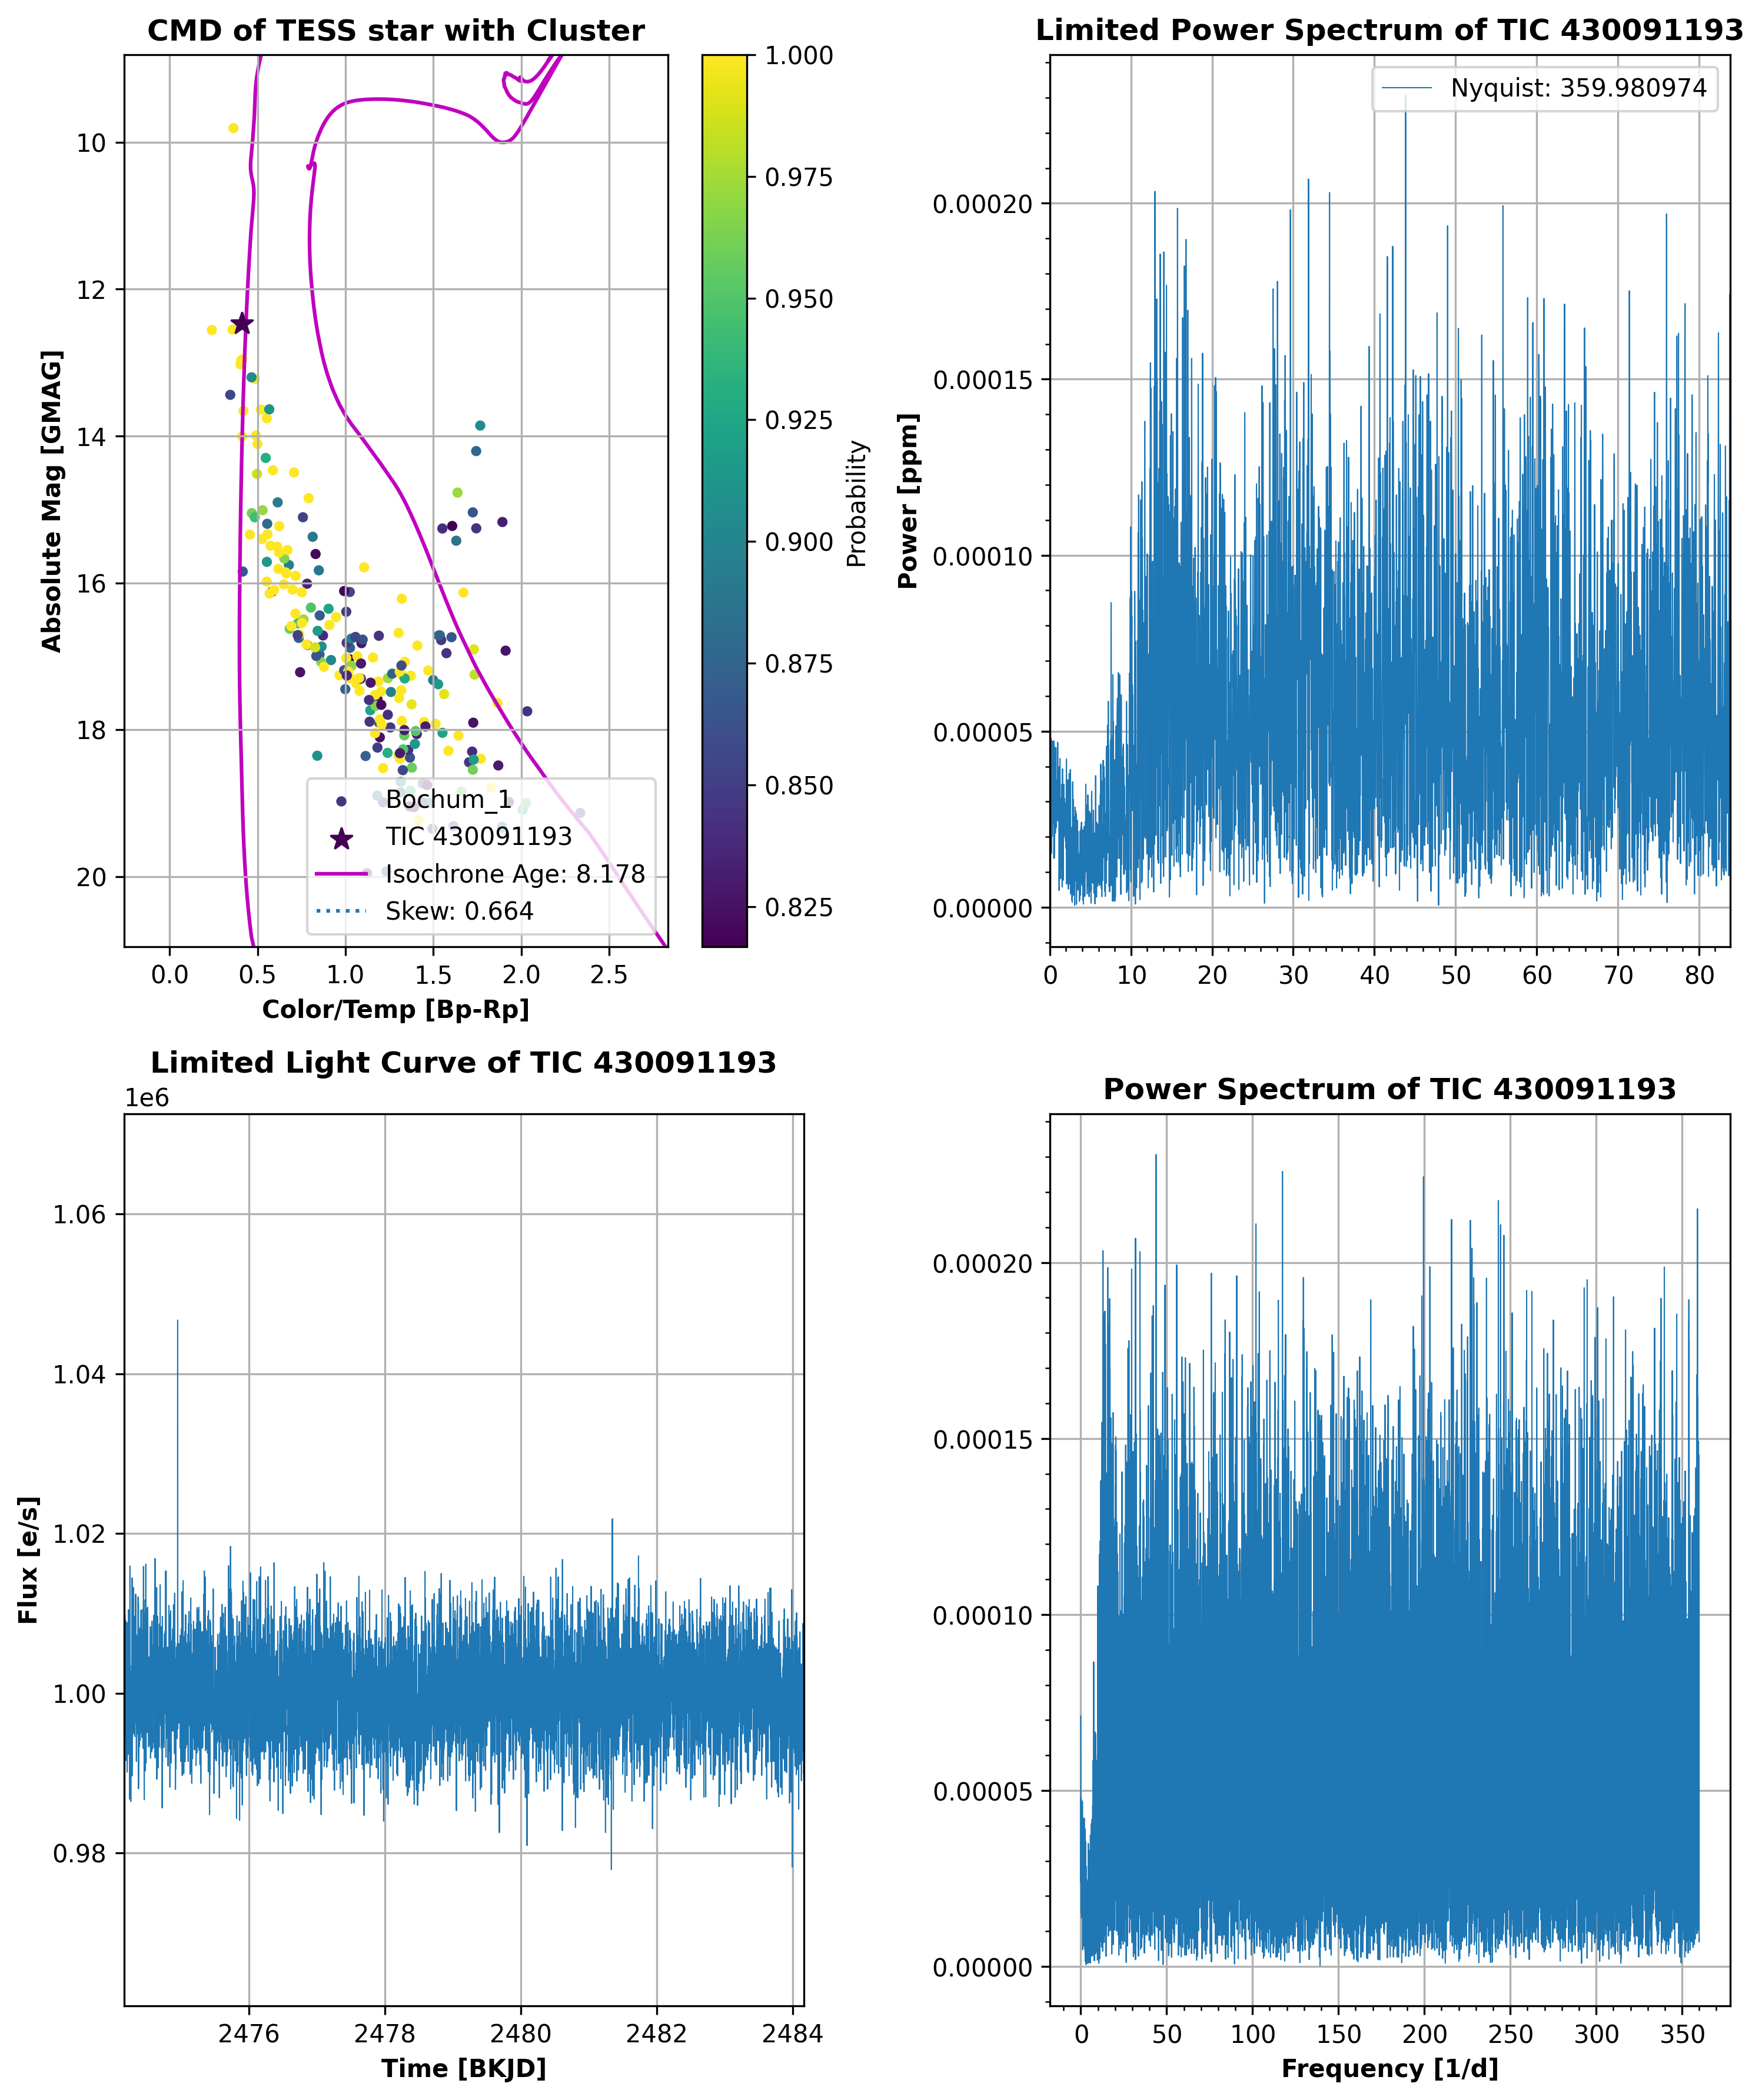 CMD of TESS star with Cluster
10
12
14
16
18
20
0.0 0.5 1.0 1.5 2.0 2.5
Absolute Mag [GMAG]
Color/Temp [Bp-Rp]
Bochum_1
TIC 430091193
Isochrone Age: 8.178
Skew: 0.664
1.000
0.975
0.950
0.925
0.900
0.875
0.850
0.825
Probability
Limited Power Spectrum of TIC 430091193
Nyquist: 359.980974
0.00020
0.00015
0.00010
0.00005
0.00000
Power [ppm]
0 10 20 30 40 50 60 70 80
Limited Light Curve of TIC 430091193
1e6
1.06
1.04
1.02
1.00
0.98
Flux [e/s]
2476 2478 2480 2482 2484
Time [BKJD]
Power Spectrum of TIC 430091193
0.00020
0.00015
0.00010
0.00005
0.00000
0 50 100 150 200 250 300 350
Frequency [1/d]